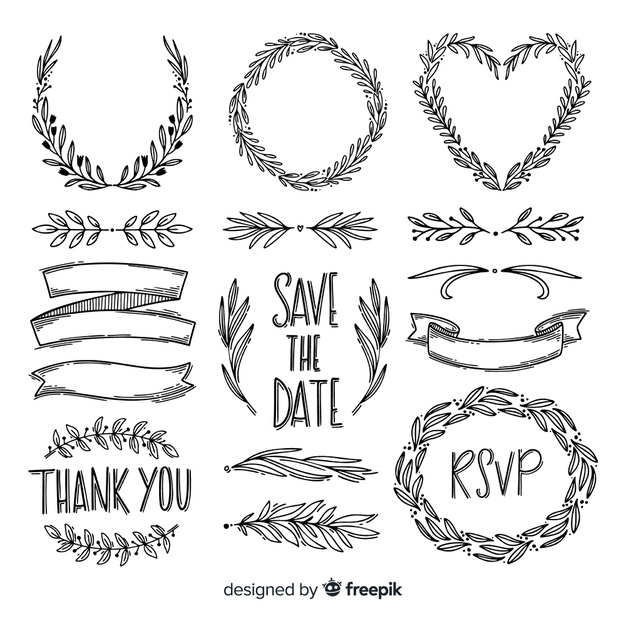 SAVE
THE
DATE
THANK YOU
RSVP
designed by freepik